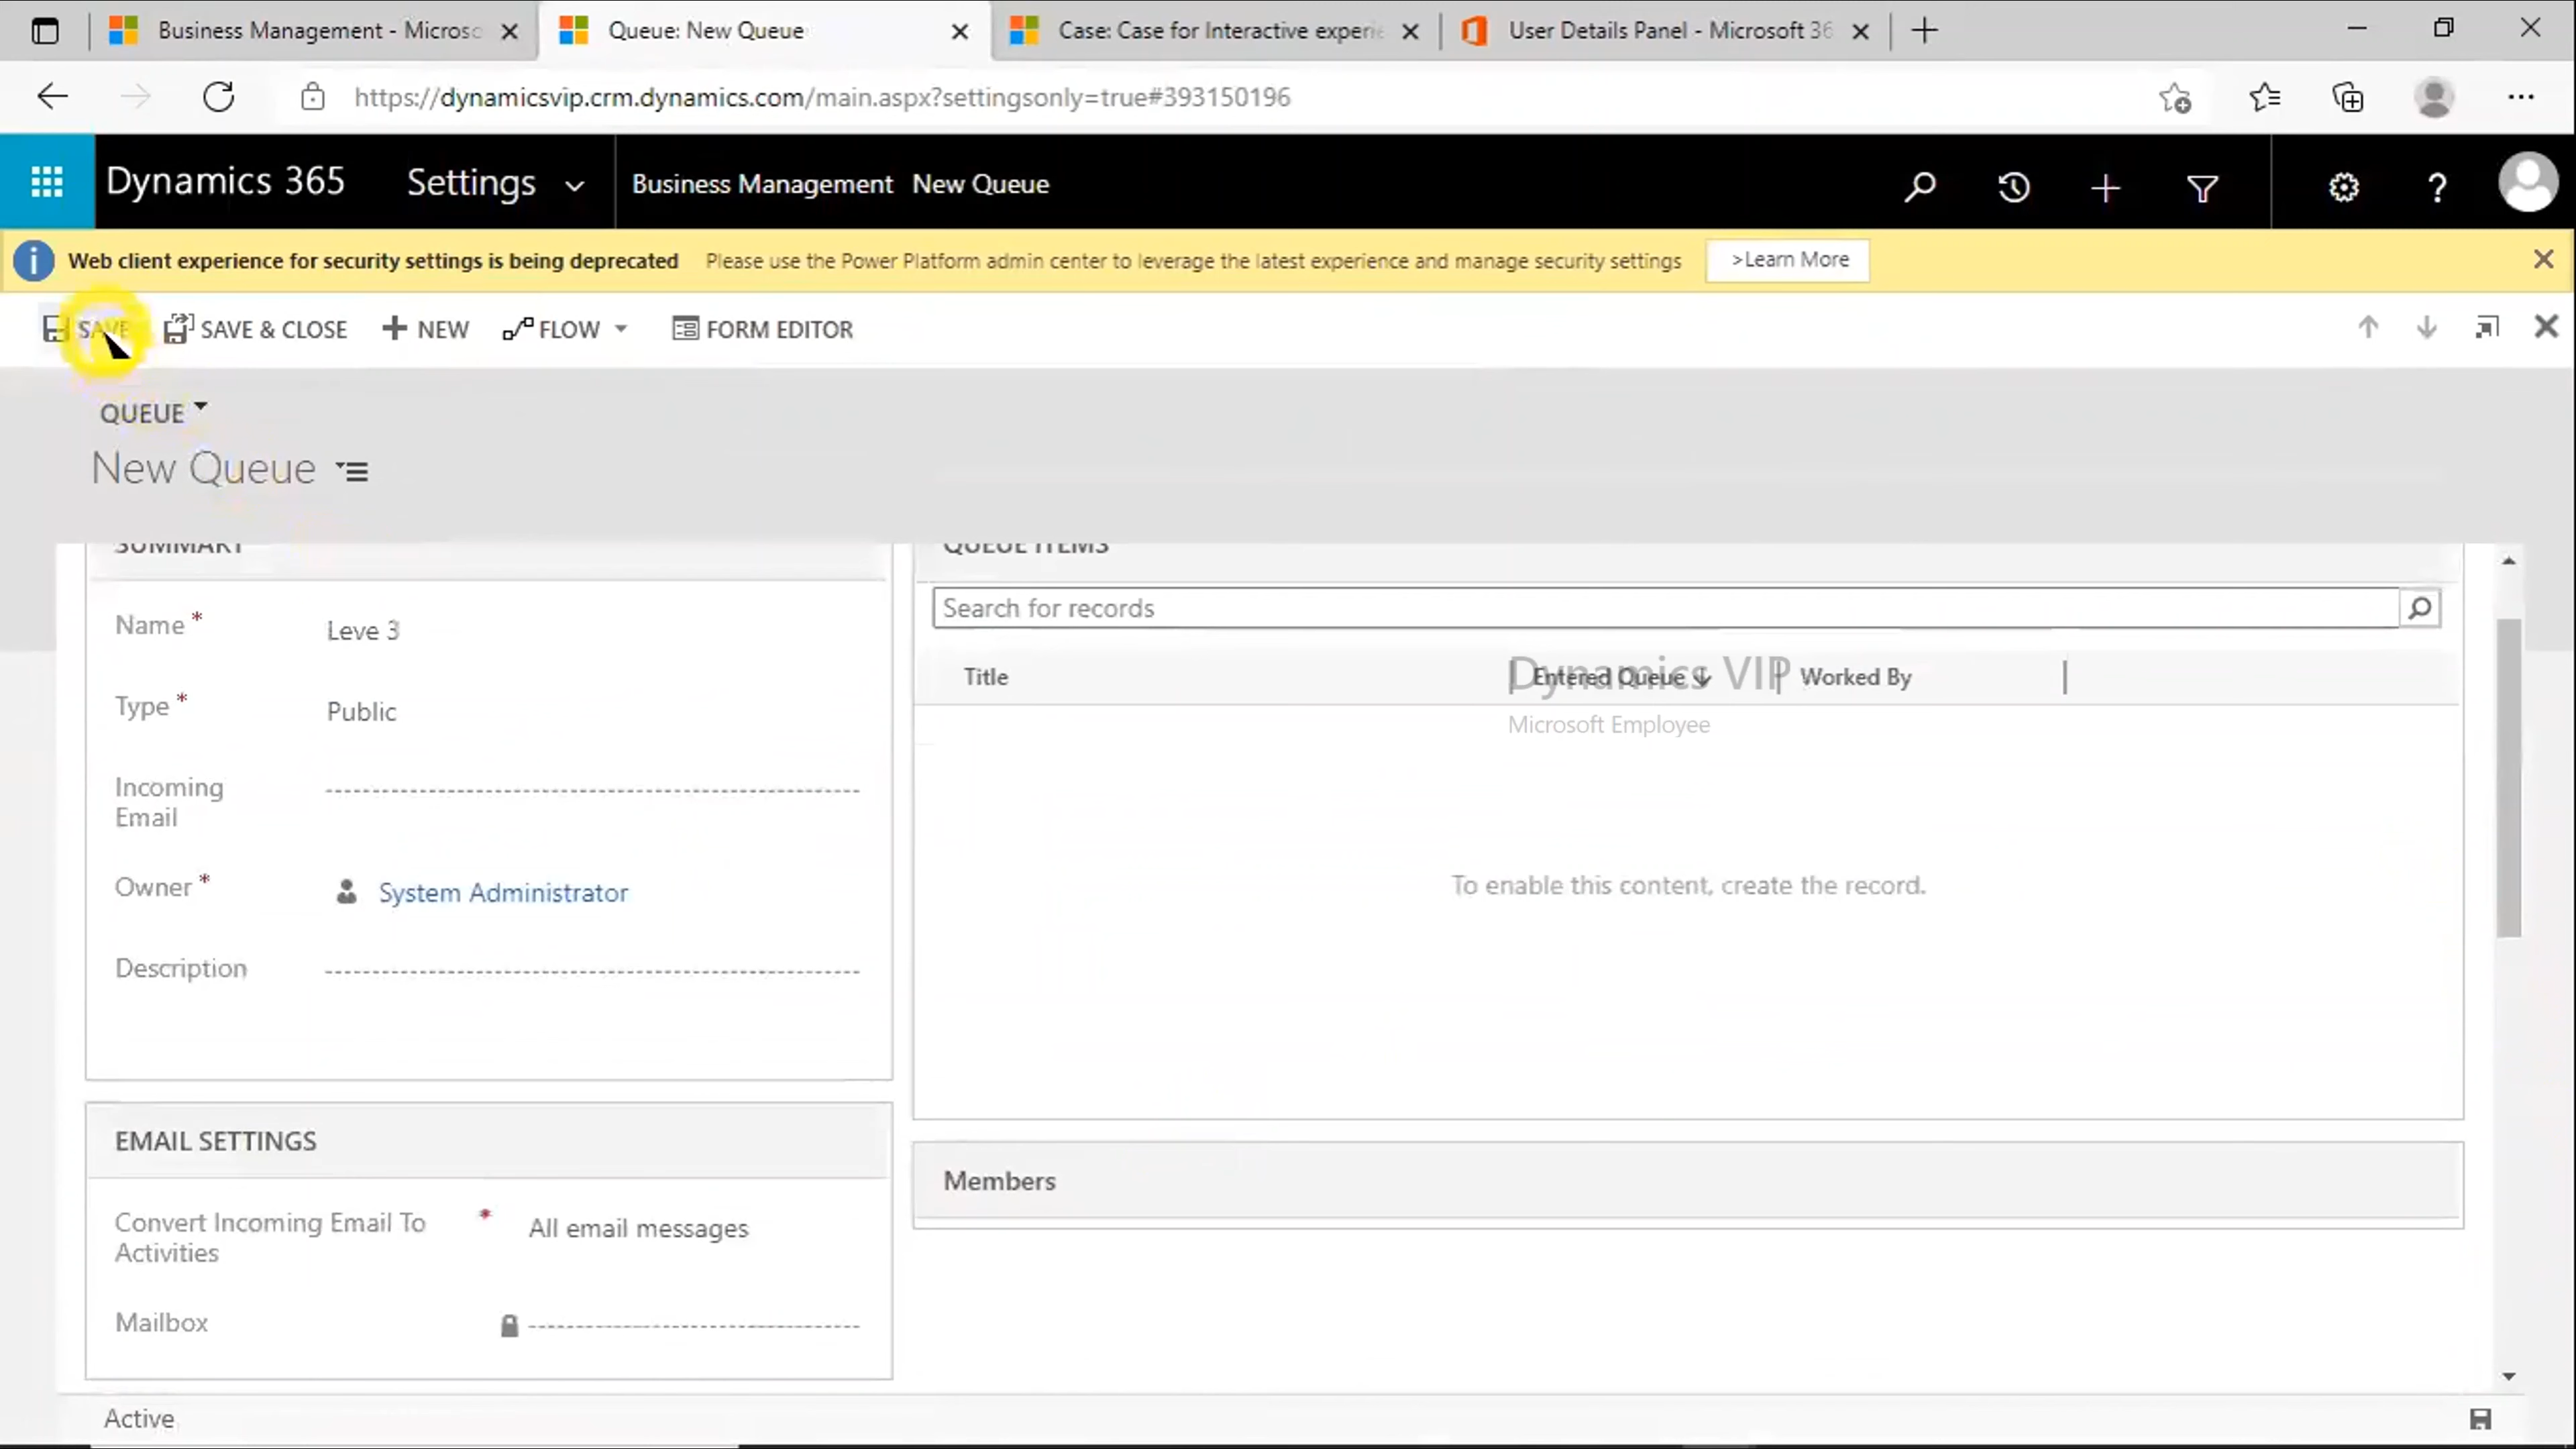 Business Management - Microsc
Queue: New Queue
Case: Case for Interactive experie
User Details Panel - Microsoft 36
https://dynamicsvip.crm.dynamics.com/main.aspx?settingsonly=true#393150196
Dynamics 365 Settings Business Management New Queue
Web client experience for security settings is being deprecated Please use the Power Platform admin center to leverage the latest experience and manage security settings >Learn More
SAVE SAVE & CLOSE NEW FLOW FORM EDITOR
QUEUE
New Queue
SUMMARY
Name * Leve 3
Type * Public
Incoming
Email
Owner * System Administrator
Description
EMAIL SETTINGS
Convert Incoming Email To
Activities * All email messages
Mailbox
QUEUE ITEMS
Search for records
Title Entered Queue Worked By
Dynamics VIP
Microsoft Employee
To enable this content, create the record.
Members
Active